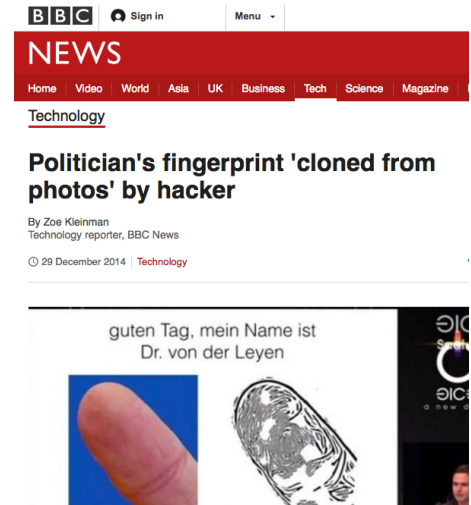 BBC Sign in Menu
NEWS
Home Video World Asia UK Business Tech Science Magazine
Technology
Politician's fingerprint 'cloned from
photos' by hacker
By Zoe Kleinman
Technology reporter, BBC News
29 December 2014 Technology
guten Tag, mein Name ist
Dr. von der Leyen
a new d